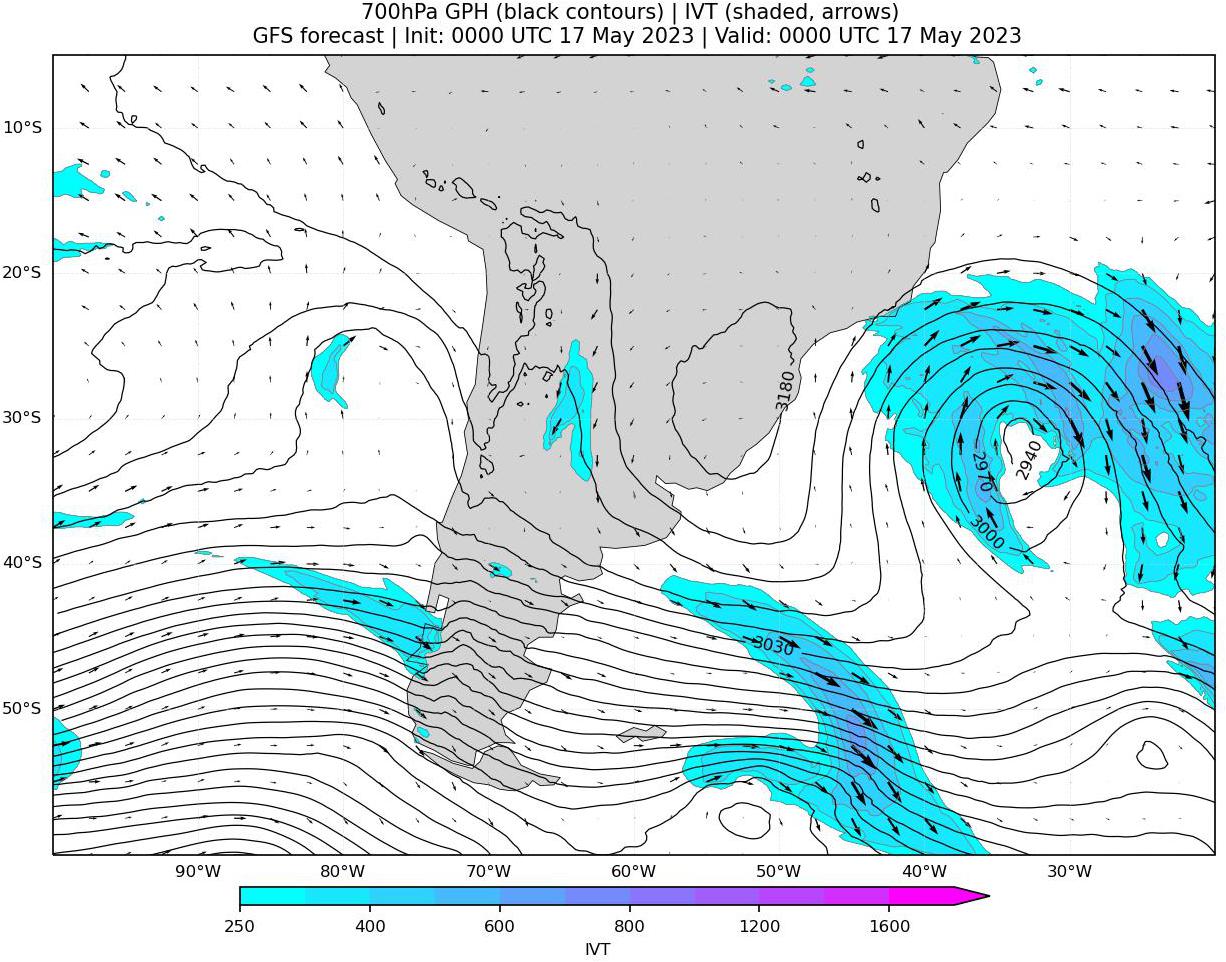 700hPa GPH (black contours) | IVT (shaded, arrows)
GFS forecast | Init: 0000 UTC 17 May 2023 | Valid: 0000 UTC 17 May 2023
10°S
20°S
30°S
40°S
50°S
3180
2940
2970
3000
3030
90°W 80°W 70°W 60°W 50°W 40°W 30°W
250 400 600 800 1200 1600
IVT